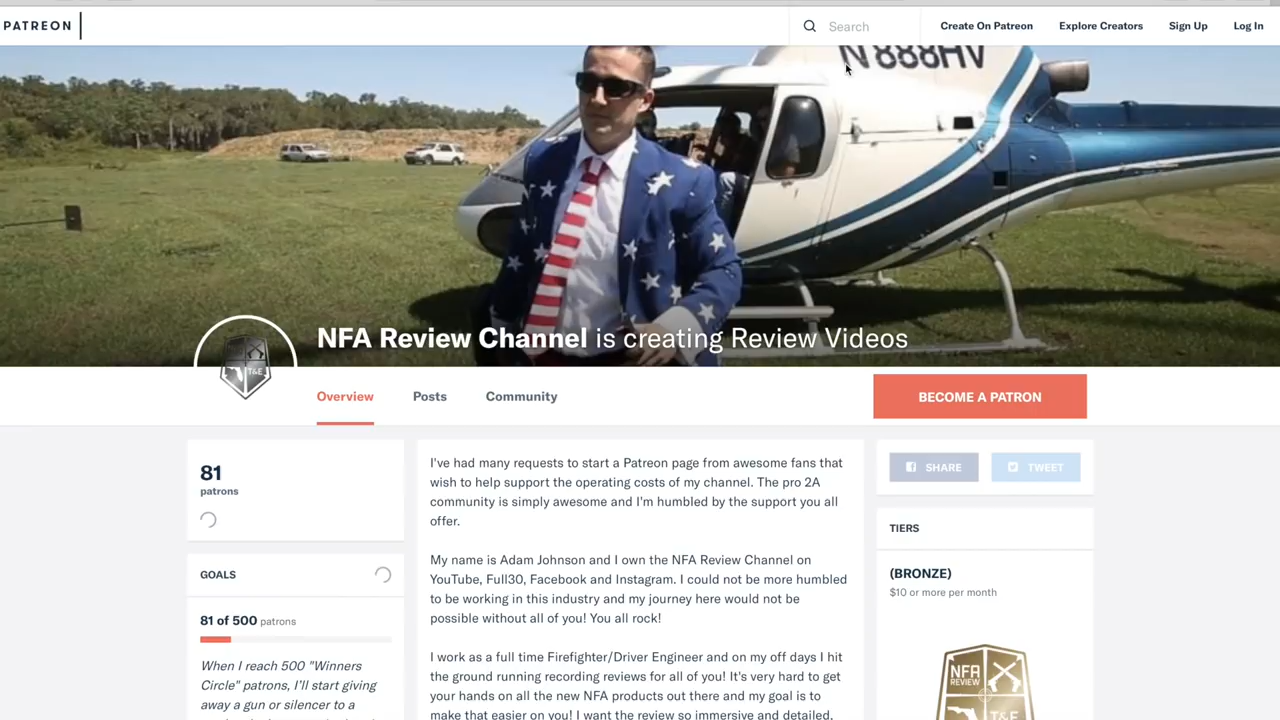 PATREON
Search
Create On Patreon
Explore Creators
Sign Up
Log In
N888HV
NFA Review Channel is creating Review Videos
T&E
Overview
Posts
Community
BECOME A PATRON
81
patrons
GOALS
81 of 500 patrons
When I reach 500 "Winners
Circle" patrons, I'll start giving
away a gun or silencer to a
I've had many requests to start a Patreon page from awesome fans that
wish to help support the operating costs of my channel. The pro 2A
community is simply awesome and I'm humbled by the support you all
offer.
My name is Adam Johnson and I own the NFA Review Channel on
YouTube, Full30, Facebook and Instagram. I could not be more humbled
to be working in this industry and my journey here would not be
possible without all of you! You all rock!
I work as a full time Firefighter/Driver Engineer and on my off days I hit
the ground running recording reviews for all of you! It's very hard to get
your hands on all the new NFA products out there and my goal is to
make that easier on you! I want the review so immersive and detailed,
SHARE
TWEET
TIERS
(BRONZE)
$10 or more per month
NFA
REVIEW
T&E